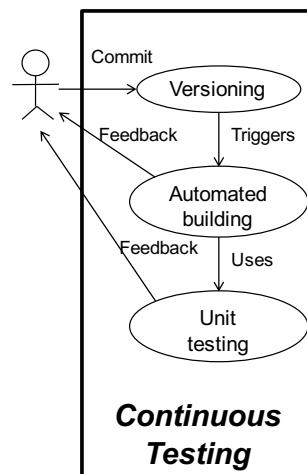 Commit
Versioning
Feedback
Triggers
Automated
building
Feedback
Uses
Unit
testing
Continuous
Testing